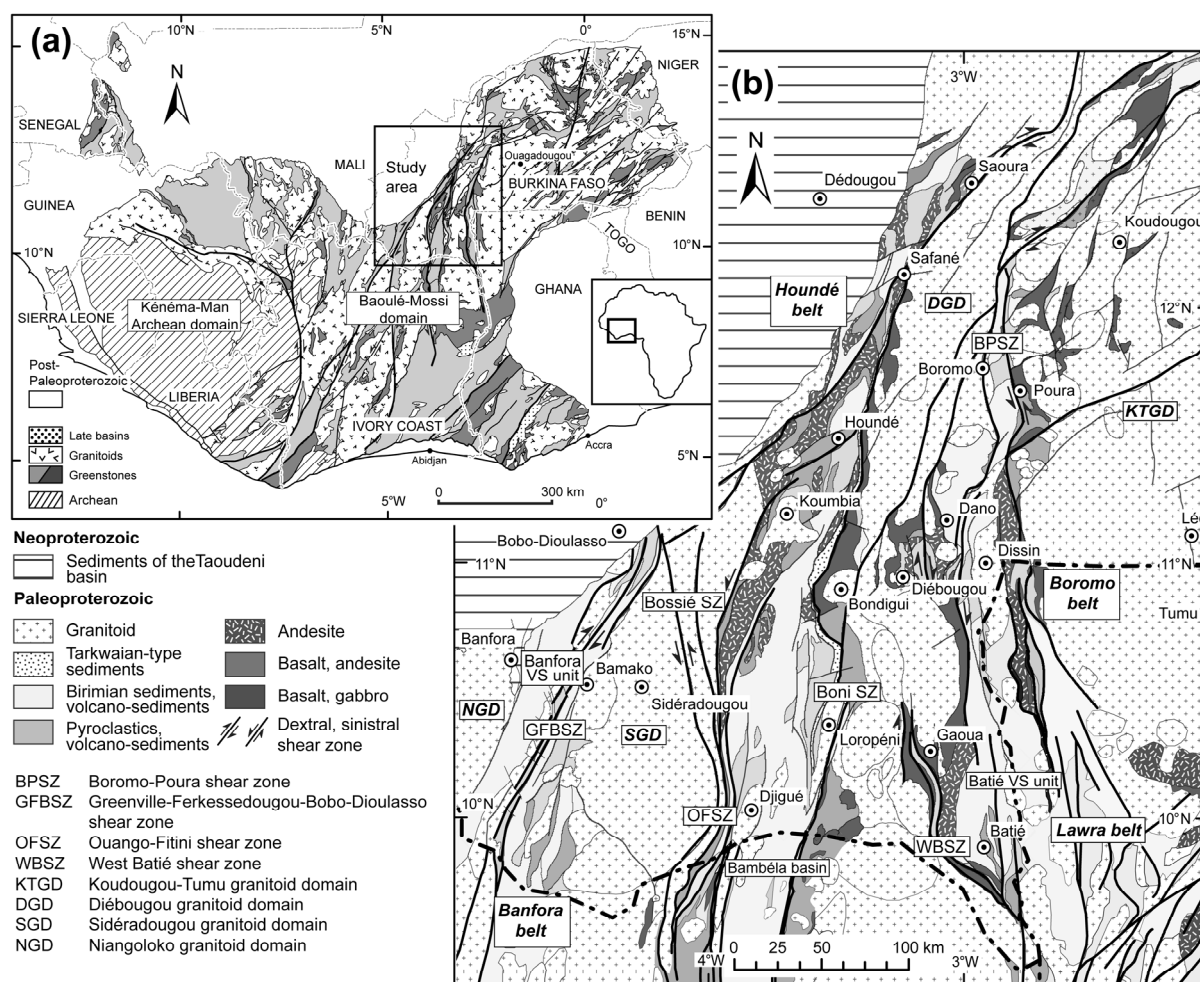 (a)
10°N
5°N
0°
15°N
N
NIGER
SENEGAL
MALI
Study
area
Ouagadougou
BURKINA FASO
GUINEA
BENIN
TOGO
10°N
10°N
GHANA
Kénéma-Man
Archean domain
Baoulé-Mossi
domain
SIERRA LEONE
Post-
Paleoproterozoic
LIBERIA
IVORY COAST
Late basins
Granitoids
Greenstones
Archean
Accra
Abidjan
5°N
5°W
0
300 km
0°
(b)
3°W
N
Dédougou
Saoura
Koudougou
Safané
Houndé
belt
DGD
12°N
BPSZ
Boromo
Poura
KTGD
Houndé
Koumbia
Dano
Bobo-Dioulasso
Dissin
11°N
11°N
Diébougou
Boromo
belt
Bossié SZ
Bondigui
Tumu
Banfora
Banfora
VS unit
Bamako
Sidéradougou
Boni SZ
NGD
GFBSZ
SGD
Loropéni
Gaoua
Batié VS unit
Djigué
10°N
OFSZ
10°N
WBSZ
Batié
Lawra belt
Bambéla basin
Banfora
belt
4°W
0 25 50 100 km
3°W
Neoproterozoic
Sediments of theTaoudeni
basin
Paleoproterozoic
Granitoid
Andesite
Tarkwaian-type
sediments
Basalt, andesite
Birimian sediments,
volcano-sediments
Basalt, gabbro
Pyroclastics,
volcano-sediments
Dextral, sinistral
shear zone
BPSZ Boromo-Poura shear zone
GFBSZ Greenville-Ferkessedougou-Bobo-Dioulasso
shear zone
OFSZ Ouango-Fitini shear zone
WBSZ West Batié shear zone
KTGD Koudougou-Tumu granitoid domain
DGD Diébougou granitoid domain
SGD Sidéradougou granitoid domain
NGD Niangoloko granitoid domain